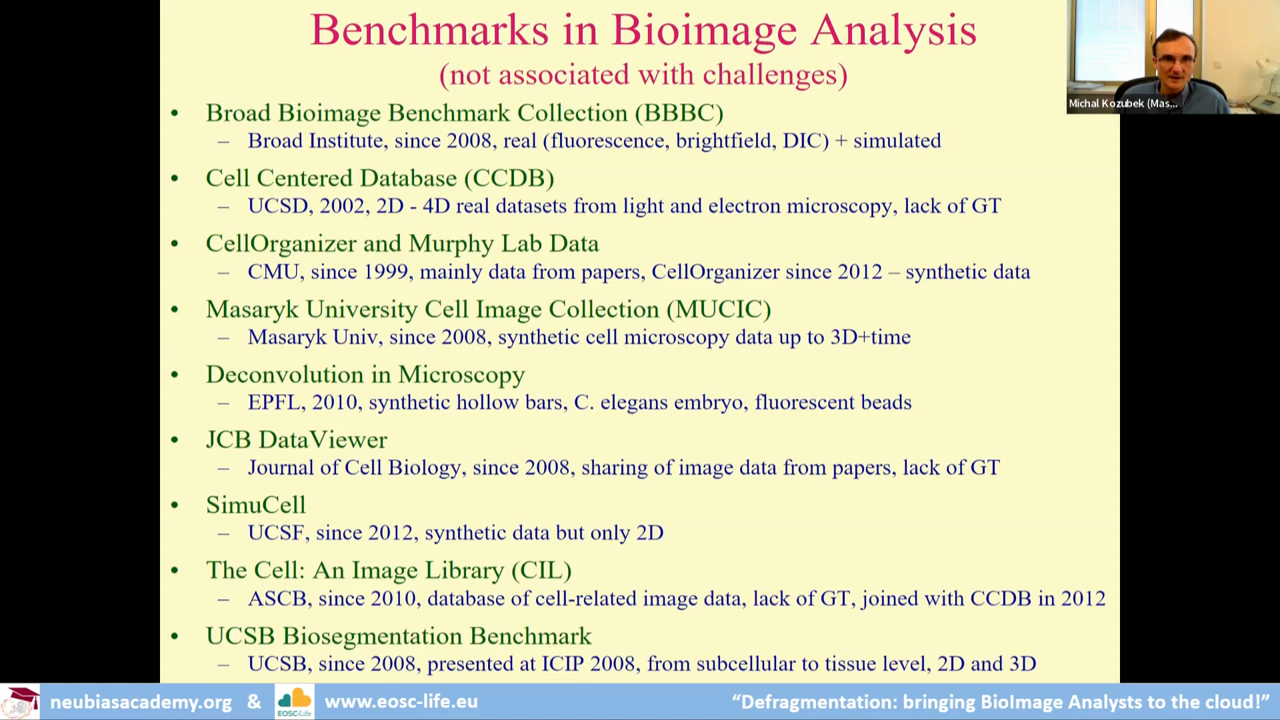 Benchmarks in Bioimage Analysis
(not associated with challenges)
Michal Kozubek (Mas...
• Broad Bioimage Benchmark Collection (BBBC)
– Broad Institute, since 2008, real (fluorescence, brightfield, DIC) + simulated
• Cell Centered Database (CCDB)
– UCSD, 2002, 2D - 4D real datasets from light and electron microscopy, lack of GT
• CellOrganizer and Murphy Lab Data
– CMU, since 1999, mainly data from papers, CellOrganizer since 2012 – synthetic data
• Masaryk University Cell Image Collection (MUCIC)
– Masaryk Univ, since 2008, synthetic cell microscopy data up to 3D+time
• Deconvolution in Microscopy
– EPFL, 2010, synthetic hollow bars, C. elegans embryo, fluorescent beads
• JCB DataViewer
– Journal of Cell Biology, since 2008, sharing of image data from papers, lack of GT
• SimuCell
– UCSF, since 2012, synthetic data but only 2D
• The Cell: An Image Library (CIL)
– ASCB, since 2010, database of cell-related image data, lack of GT, joined with CCDB in 2012
• UCSB Biosegmentation Benchmark
– UCSB, since 2008, presented at ICIP 2008, from subcellular to tissue level, 2D and 3D
neubiasacademy.org & EOSC-Life www.eosc-life.eu “Defragmentation: bringing BioImage Analysts to the cloud!”